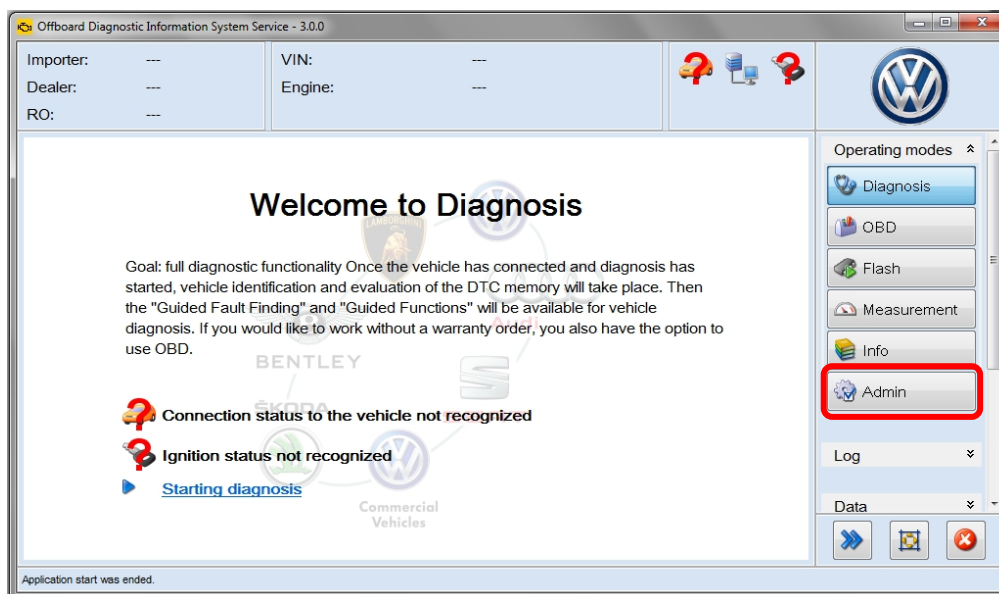 Offboard Diagnostic Information System Service - 3.0.0
Importer: ---
Dealer: ---
RO: ---
VIN: ---
Engine: ---
Operating modes
Diagnosis
OBD
Flash
Measurement
Info
Admin
Log
Data
Welcome to Diagnosis
Goal: full diagnostic functionality Once the vehicle has connected and diagnosis has
started, vehicle identification and evaluation of the DTC memory will take place. Then
the "Guided Fault Finding" and "Guided Functions" will be available for vehicle
diagnosis. If you would like to work without a warranty order, you also have the option to
use OBD.
LAMBORGHINI
Audi
BENTLEY
ŠKODA
Connection status to the vehicle not recognized
Ignition status not recognized
Starting diagnosis
Commercial
Vehicles
Application start was ended.